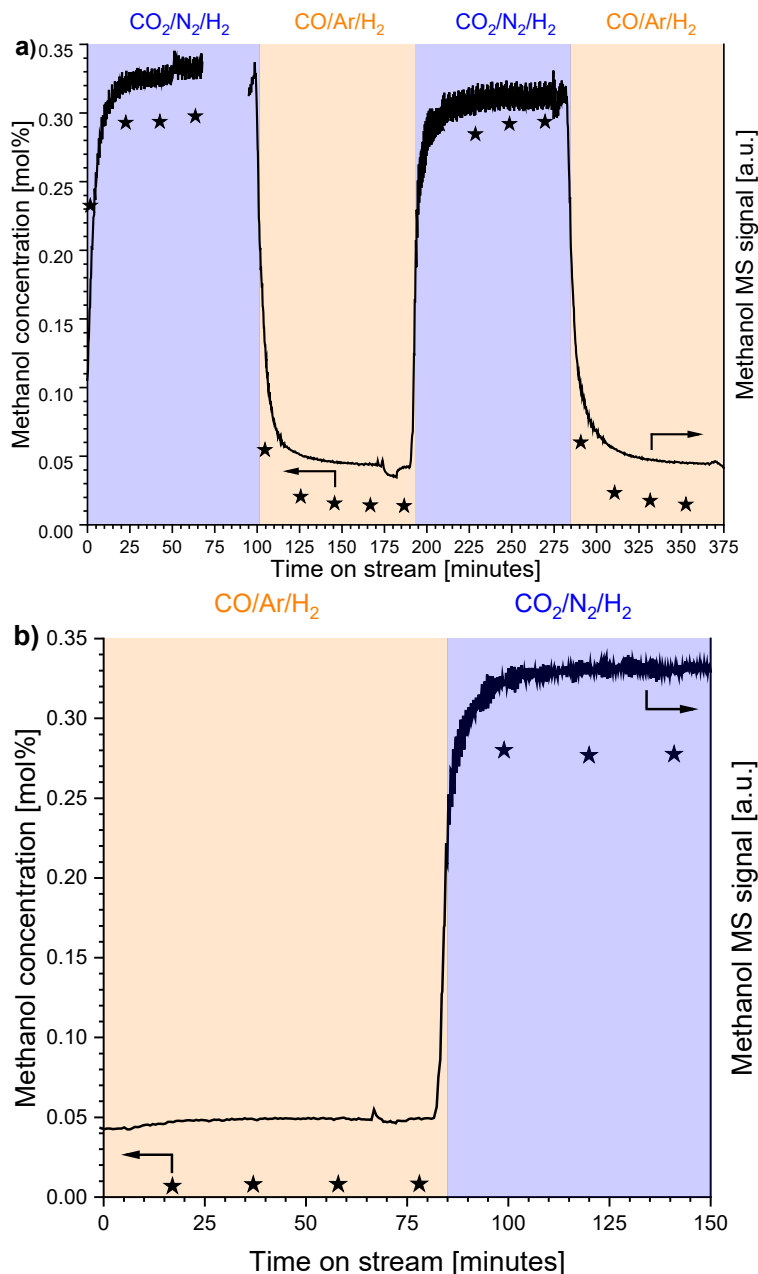 CO₂/N₂/H₂ CO/Ar/H₂ CO₂/N₂/H₂ CO/Ar/H₂
a)
0.35
0.30
0.25
0.20
0.15
0.10
0.05
0.00
Methanol concentration [mol%]
Methanol MS signal [a.u.]
0 25 50 75 100 125 150 175 200 225 250 275 300 325 350 375
Time on stream [minutes]
CO/Ar/H₂ CO₂/N₂/H₂
b)
0.35
0.30
0.25
0.20
0.15
0.10
0.05
0.00
Methanol concentration [mol%]
Methanol MS signal [a.u.]
0 25 50 75 100 125 150
Time on stream [minutes]